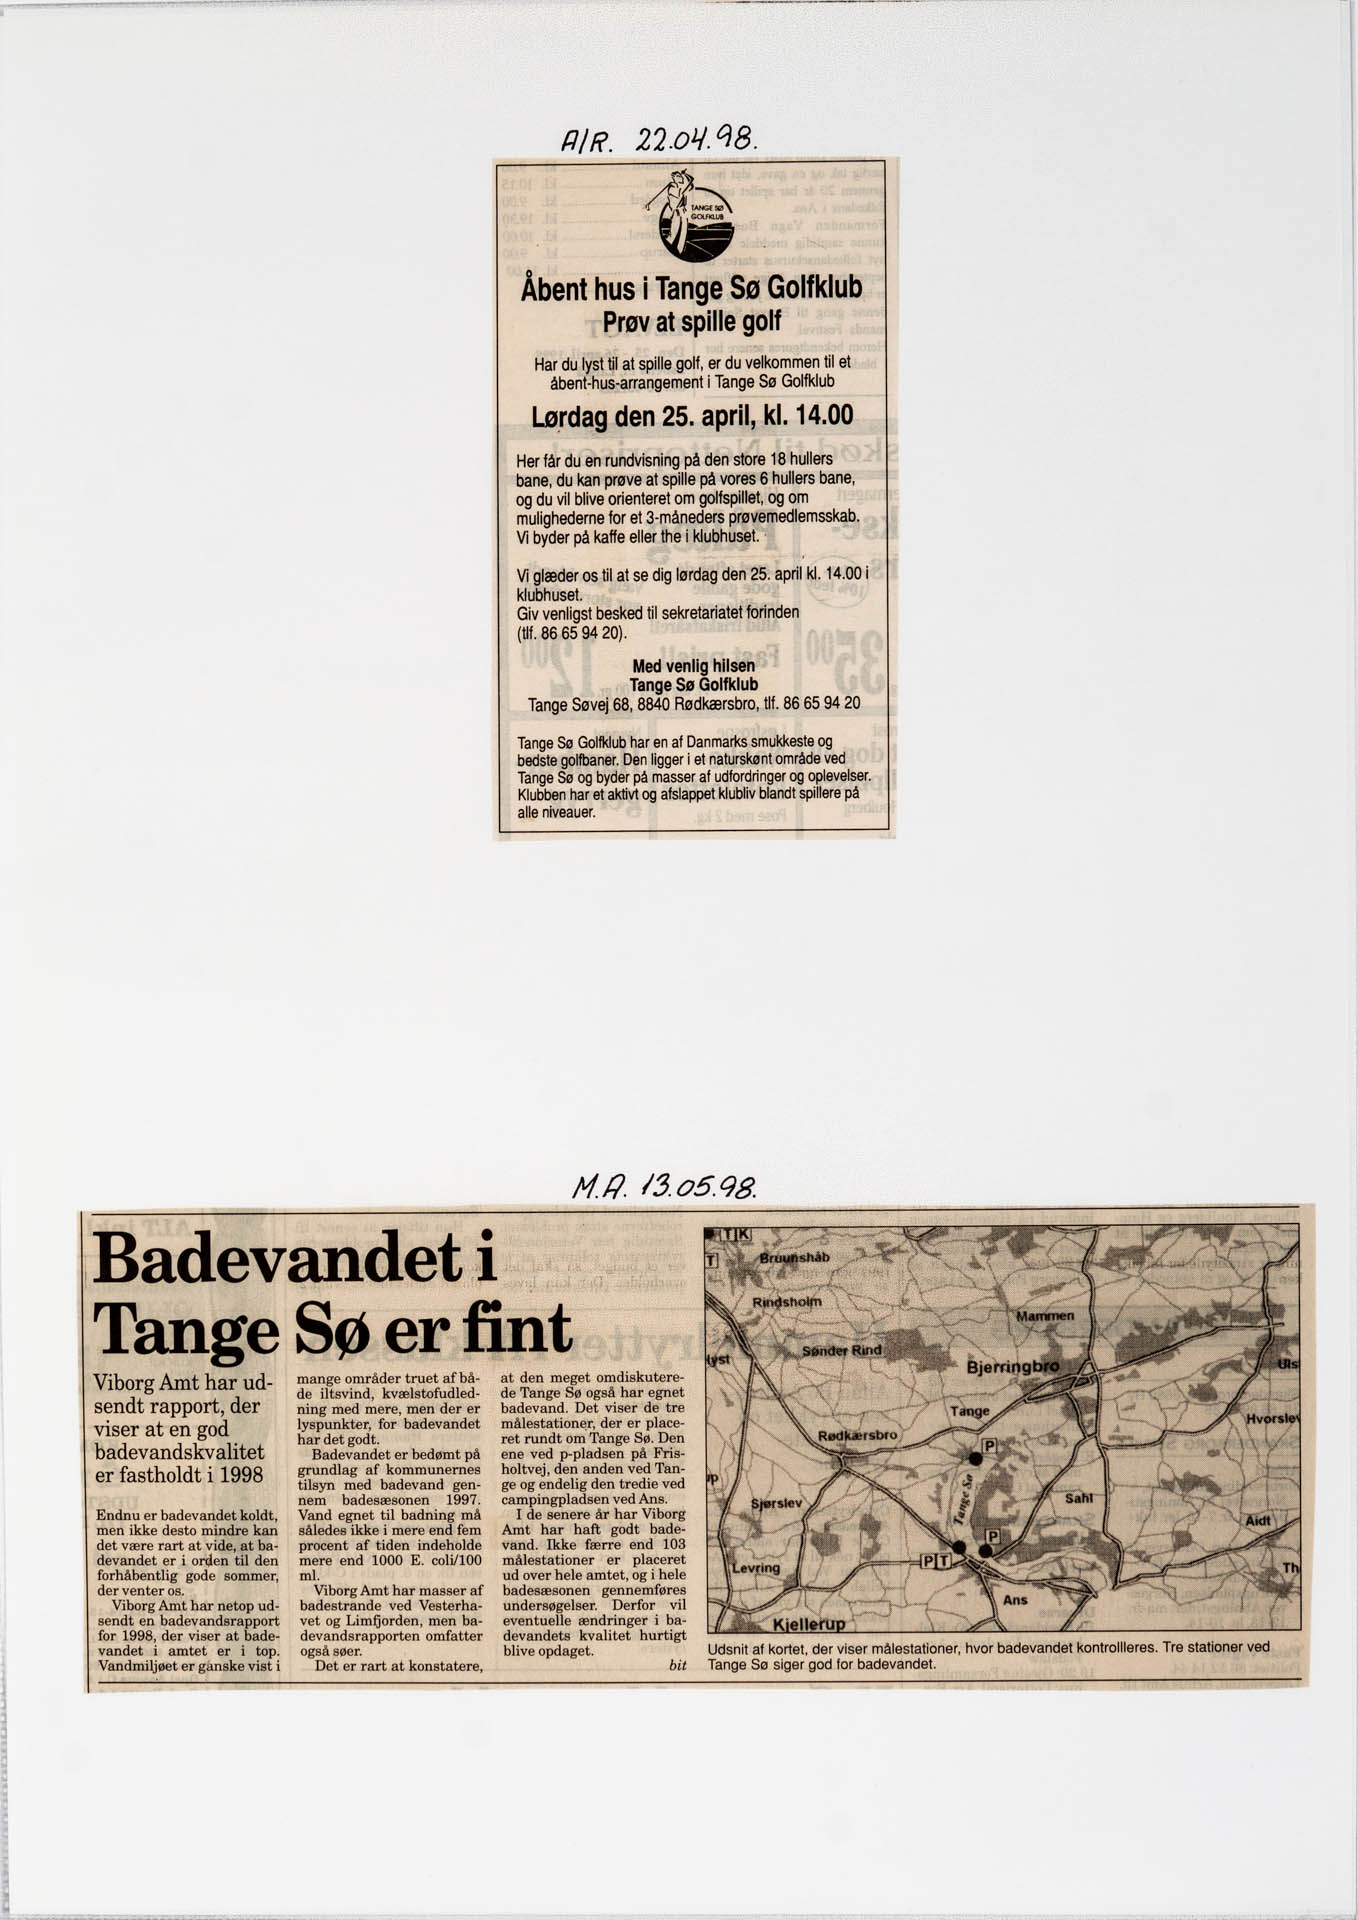 A/R. 22.04.98.
TANGE SØ
GOLFKLUB
Åbent hus i Tange Sø Golfklub
Prøv at spille golf
Har du lyst til at spille golf, er du velkommen til et
åbent-hus-arrangement i Tange Sø Golfklub
Lørdag den 25. april, kl. 14.00
Her får du en rundvisning på den store 18 hullers
bane, du kan prøve at spille på vores 6 hullers bane,
og du vil blive orienteret om golfspillet, og om
mulighederne for et 3-måneders prøvemedlemsskab.
Vi byder på kaffe eller the i klubhuset.
Vi glæder os til at se dig lørdag den 25. april kl. 14.00 i
klubhuset.
Giv venligst besked til sekretariatet forinden
(tlf. 86 65 94 20).
Med venlig hilsen
Tange Sø Golfklub
Tange Søvej 68, 8840 Rødkærsbro, tlf. 86 65 94 20
Tange Sø Golfklub har en af Danmarks smukkeste og
bedste golfbaner. Den ligger i et naturskønt område ved
Tange Sø og byder på masser af udfordringer og oplevelser.
Klubben har et aktivt og afslappet klubliv blandt spillere på
alle niveauer.
M.A. 13.05.98.
Badevandet i
Tange Sø er fint
Viborg Amt har ud-
sendt rapport, der
viser at en god
badevandskvalitet
er fastholdt i 1998
Endnu er badevandet koldt,
men ikke desto mindre kan
det være rart at vide, at ba-
devandet er i orden til den
forhåbentlig gode sommer,
der venter os.
Viborg Amt har netop ud-
sendt en badevandsrapport
for 1998, der viser at bade-
vandet i amtet er i top.
Vandmiljøet er ganske vist i
mange områder truet af bå-
de iltsvind, kvælstofudled-
ning med mere, men der er
lyspunkter, for badevandet
har det godt.
Badevandet er bedømt på
grundlag af kommunernes
tilsyn med badevand gen-
nem badesæsonen 1997.
Vand egnet til badning må
således ikke i mere end fem
procent af tiden indeholde
mere end 1000 E. coli/100
ml.
Viborg Amt har masser af
badestrande ved Vesterha-
vet og Limfjorden, men ba-
devandsrapporten omfatter
også søer.
Det er rart at konstatere,
at den meget omdiskutere-
de Tange Sø også har egnet
badevand. Det viser de tre
målestationer, der er place-
ret rundt om Tange Sø. Den
ene ved p-pladsen på Fris-
holtvej, den anden ved Tan-
ge og endelig den tredie ved
campingpladsen ved Ans.
I de senere år har Viborg
Amt har haft godt bade-
vand. Ikke færre end 103
målestationer er placeret
ud over hele amtet, og i hele
badesæsonen gennemføres
undersøgelser. Derfor vil
eventuelle ændringer i ba-
devandets kvalitet hurtigt
blive opdaget.
bit
T K
T
Bruunshåb
Rindsholm
Mammen
Sønder Rind
lyst
Bjerringbro
Uls
Tange
Hvorslev
Rødkærsbro
P
Tange Sø
Sjørslev
Sahl
Aidt
P
P T
Levring
Th
Ans
Kjellerup
Udsnit af kortet, der viser målestationer, hvor badevandet kontrollleres. Tre stationer ved
Tange Sø siger god for badevandet.